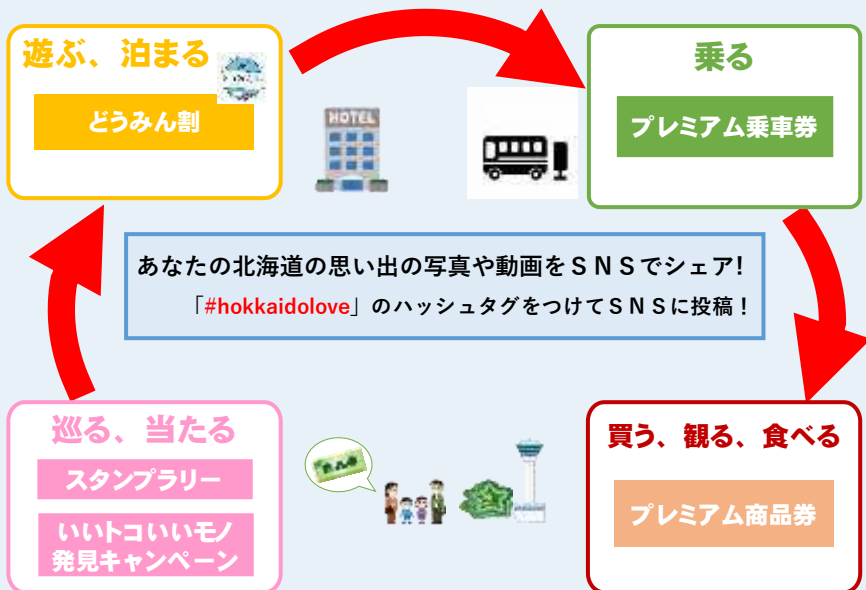 遊ぶ、泊まる
どうみん割
HOTEL
乗る
プレミアム乗車券
あなたの北海道の思い出の写真や動画をＳＮＳでシェア!
「#hokkaidolove」のハッシュタグをつけてＳＮＳに投稿！
巡る、当たる
スタンプラリー
いいトコいいモノ
発見キャンペーン
買う、観る、食べる
プレミアム商品券